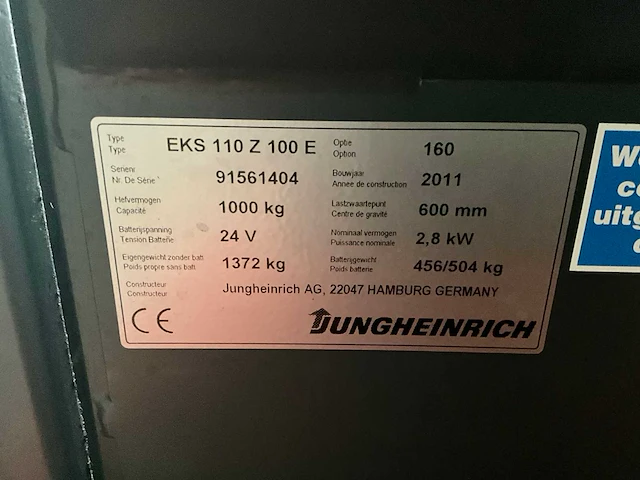 Type
Type
EKS 110 Z 100 E
Optie
Option
160
Serienr
Nr. De Série
91561404
Bouwjaar
Annee de construction
2011
Hefvermogen
Capacité
1000 kg
Lastzwaartepunt
Centre de gravité
600 mm
Batterijspanning
Tension Batterie
24 V
Nominaal vermogen
Puissance nominale
2,8 kW
Eigengewicht zonder batt
Poids propre sans batt
1372 kg
Batterijgewicht
Poids batterie
456/504 kg
Constructeur
Constructeur
Jungheinrich AG, 22047 HAMBURG GERMANY
CE
JUNGHEINRICH